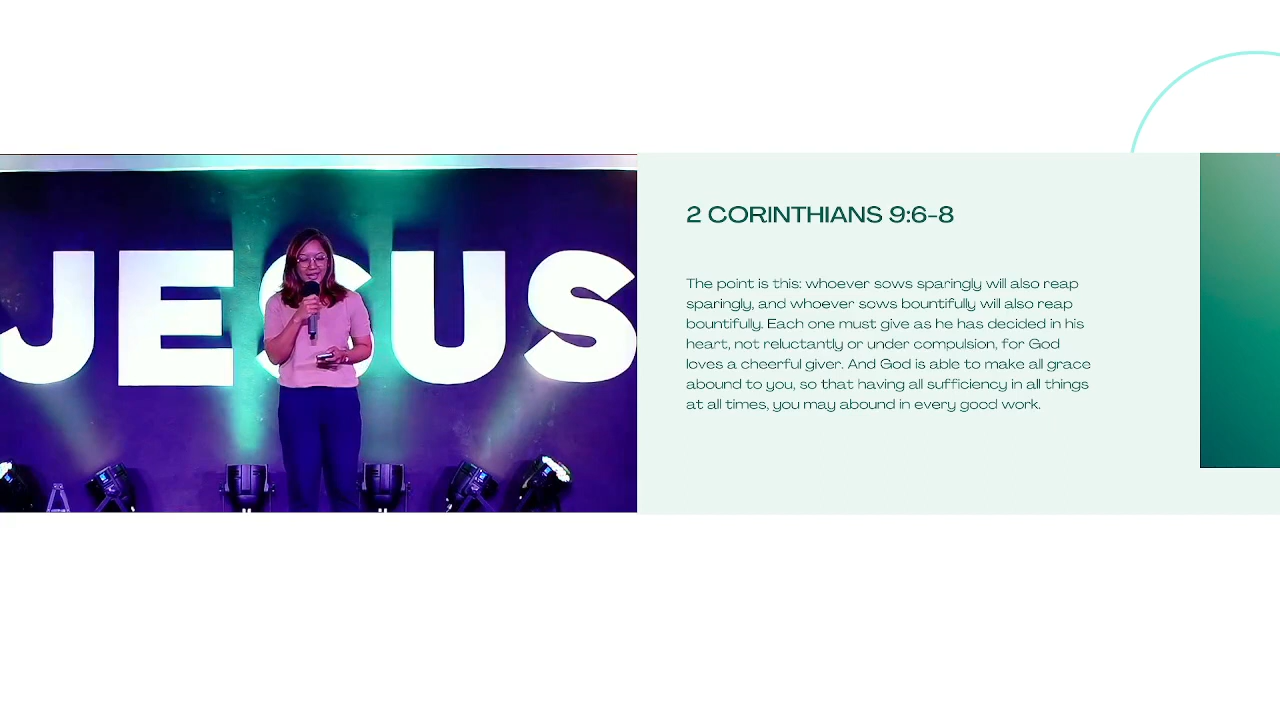 JESUS
2 CORINTHIANS 9:6-8
The point is this: whoever sows sparingly will also reap
sparingly, and whoever sows bountifully will also reap
bountifully. Each one must give as he has decided in his
heart, not reluctantly or under compulsion, for God
loves a cheerful giver. And God is able to make all grace
abound to you, so that having all sufficiency in all things
at all times, you may abound in every good work.